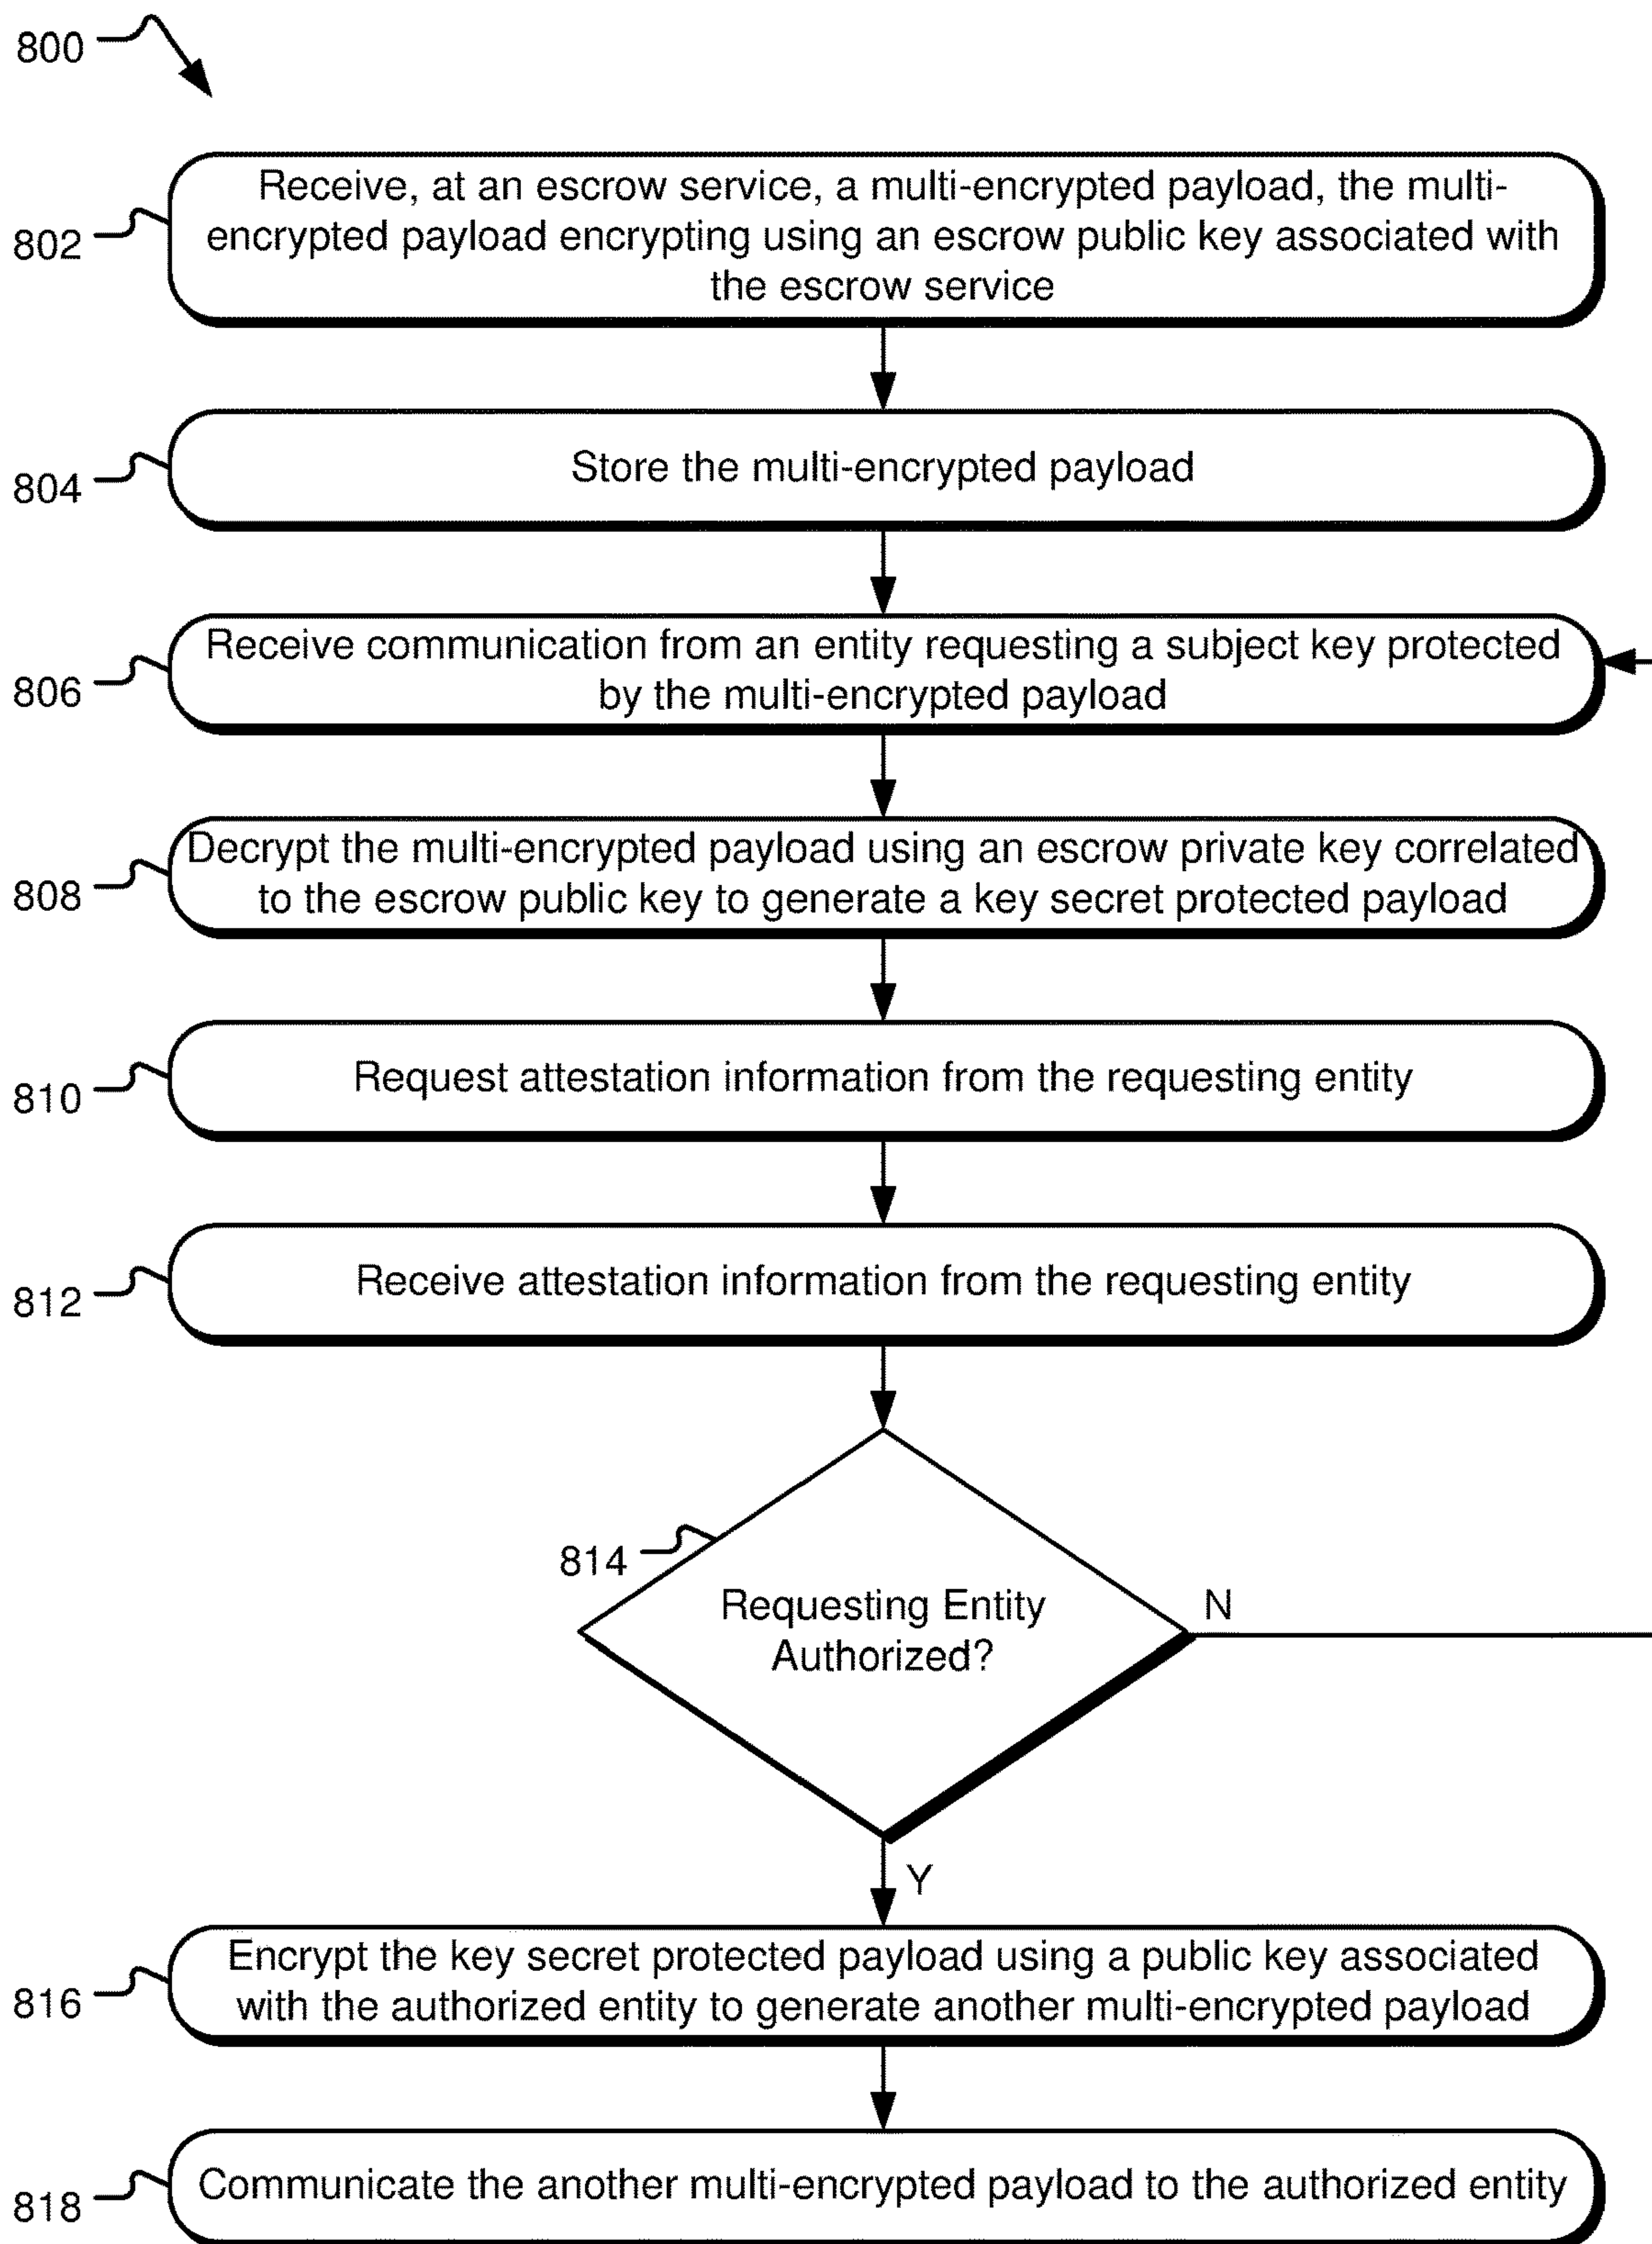 800
802
Receive, at an escrow service, a multi-encrypted payload, the multi-
encrypted payload encrypting using an escrow public key associated with
the escrow service
804
Store the multi-encrypted payload
806
Receive communication from an entity requesting a subject key protected
by the multi-encrypted payload
808
Decrypt the multi-encrypted payload using an escrow private key correlated
to the escrow public key to generate a key secret protected payload
810
Request attestation information from the requesting entity
812
Receive attestation information from the requesting entity
814
Requesting Entity
Authorized?
N
Y
816
Encrypt the key secret protected payload using a public key associated
with the authorized entity to generate another multi-encrypted payload
818
Communicate the another multi-encrypted payload to the authorized entity